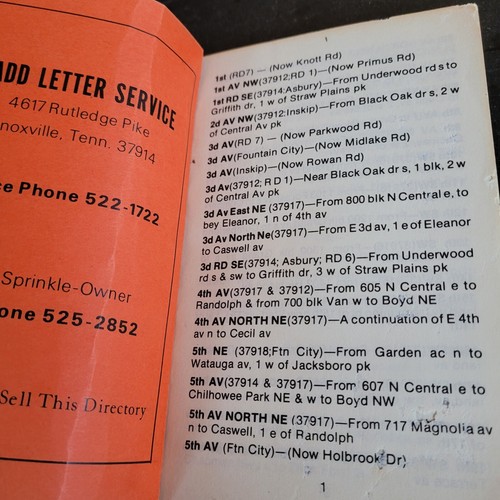 ADD LETTER SERVICE
4617 Rutledge Pike
noxville, Tenn. 37914
ce Phone 522-1722
Sprinkle-Owner
one 525-2852
Sell This Directory
1st (RD7) — (Now Knott Rd)
1st AV NW(37912;RD 1)—(Now Primus Rd)
1st RD SE(37914;Asbury)—From Underwood rd s to
Griffith dr, 1 w of Straw Plains pk
2d AV NW(37912:Inskip)—From Black Oak dr s, 2 w
of Central Av pk
3d AV(RD 7) — (Now Parkwood Rd)
3d AV(Fountain City)—(Now Midlake Rd)
3d AV(Inskip)—(Now Rowan Rd)
3d Av(37912; R D 1)—Near Black Oak dr s, 1 blk, 2 w
of Central Av pk
3d Av East NE (37917)—From 800 blk N Central e, to
bey Eleanor, 1 n of 4th av
3d Av North Ne(37917)—From E 3d av, 1 e of Eleanor
to Caswell av
3d RD SE(37914; Asbury; RD 6)—From Underwood
rd s & sw to Griffith dr, 3 w of Straw Plains pk
4th AV(37917 & 37912)—From 605 N Central e to
Randolph & from 700 blk Van w to Boyd NE
4th AV NORTH NE(37917)—A continuation of E 4th
av n to Cecil av
5th NE (37918;Ftn City)—From Garden ac n to
Watauga av, 1 w of Jacksboro pk
5th AV(37914 & 37917)—From 607 N Central e to
Chilhowee Park NE & w to Boyd NW
5th AV NORTH NE (37917)—From 717 Magnolia av
n to Caswell, 1 e of Randolph
5th AV (Ftn City)—(Now Holbrook Dr)
1